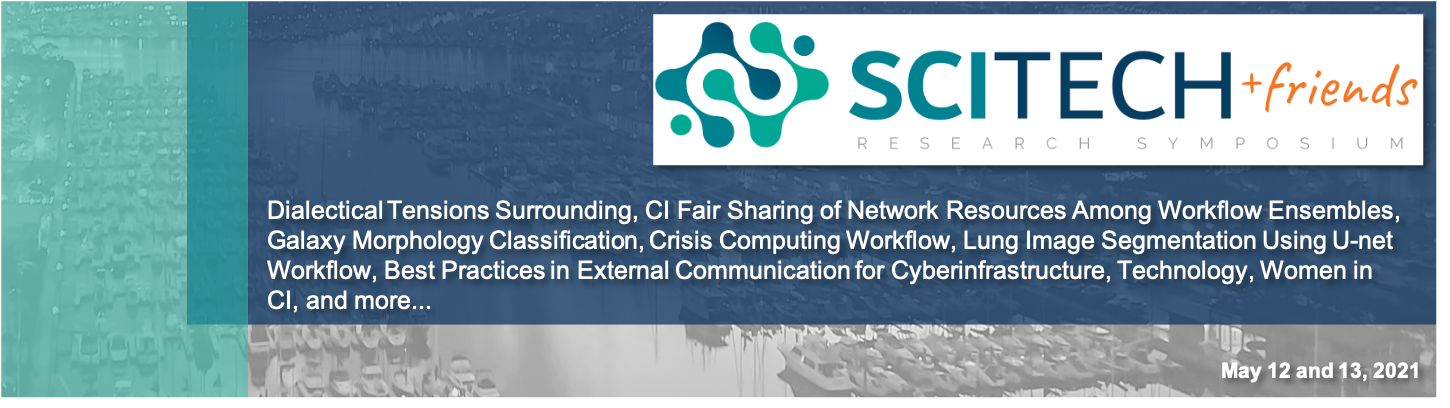 SCITECH +friends
RESEARCH SYMPOSIUM
Dialectical Tensions Surrounding, CI Fair Sharing of Network Resources Among Workflow Ensembles,
Galaxy Morphology Classification, Crisis Computing Workflow, Lung Image Segmentation Using U-net
Workflow, Best Practices in External Communication for Cyberinfrastructure, Technology, Women in
CI, and more...
May 12 and 13, 2021